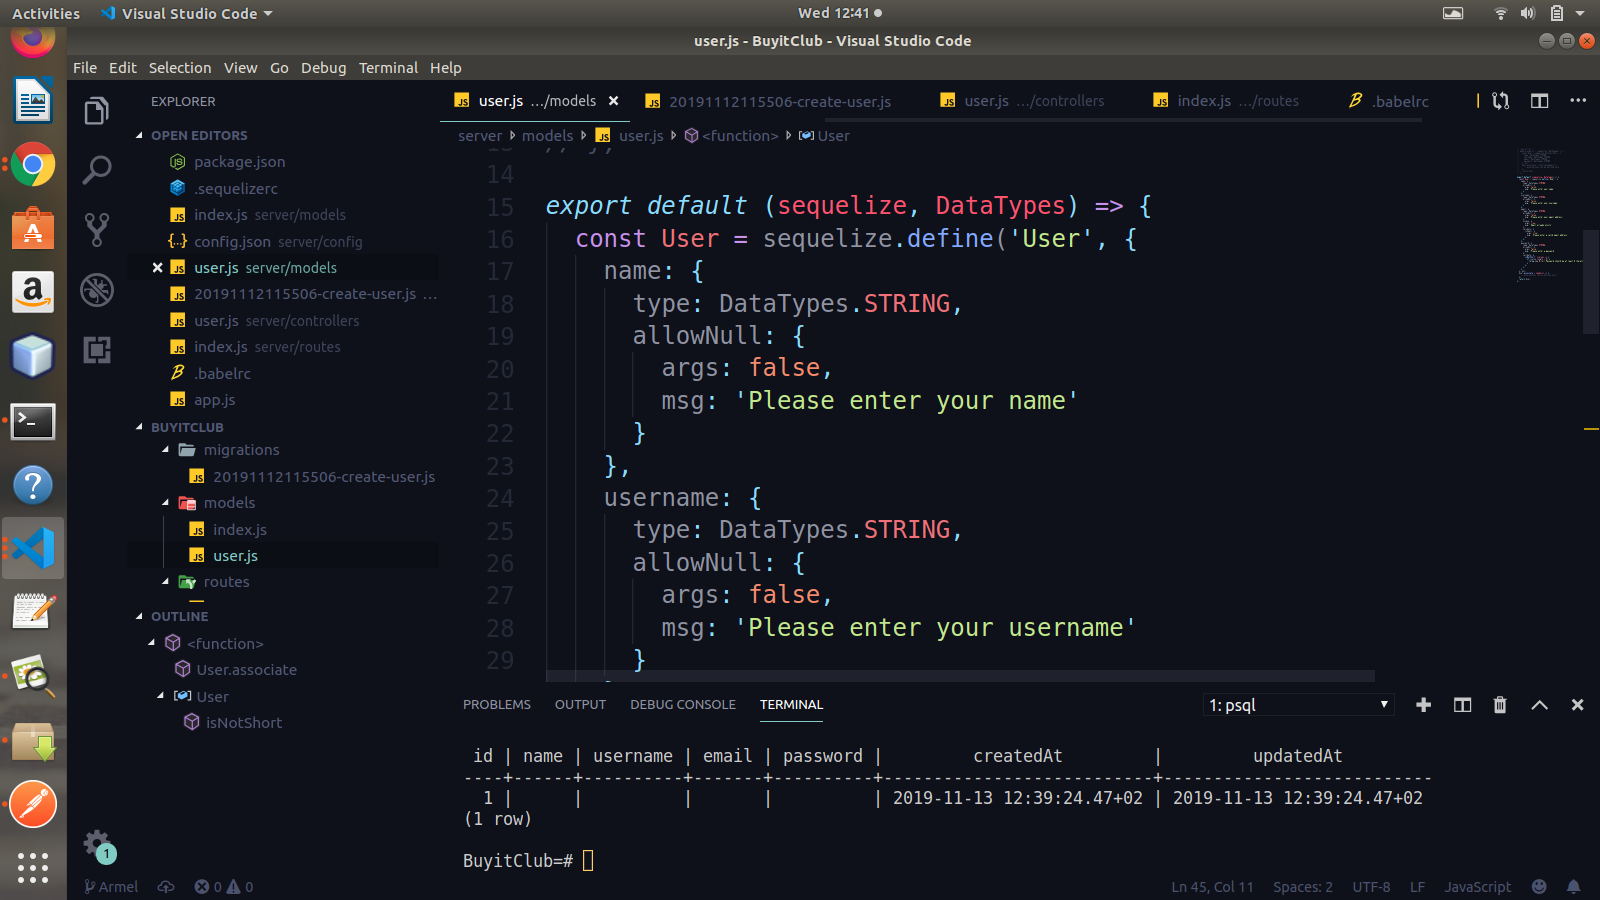 Activities Visual Studio Code Wed 12:41
user.js - BuyitClub - Visual Studio Code
File Edit Selection View Go Debug Terminal Help
EXPLORER
OPEN EDITORS
package.json
.sequelizerc
index.js server/models
config.json server/config
user.js server/models
20191112115506-create-user.js ...
user.js server/controllers
index.js server/routes
.babelrc
app.js
BUYITCLUB
migrations
20191112115506-create-user.js
models
index.js
user.js
routes
OUTLINE
<function>
User.associate
User
isNotShort
user.js .../models 20191112115506-create-user.js user.js .../controllers index.js .../routes .babelrc
server models user.js <function> User
14
15 export default (sequelize, DataTypes) => {
16 const User = sequelize.define('User', {
17 name: {
18 type: DataTypes.STRING,
19 allowNull: {
20 args: false,
21 msg: 'Please enter your name'
22 }
23 },
24 username: {
25 type: DataTypes.STRING,
26 allowNull: {
27 args: false,
28 msg: 'Please enter your username'
29 }
PROBLEMS OUTPUT DEBUG CONSOLE TERMINAL 1: psql
id | name | username | email | password | createdAt | updatedAt
----+------+----------+-------+----------+---------------------------+---------------------------
1 | | | | | 2019-11-13 12:39:24.47+02 | 2019-11-13 12:39:24.47+02
(1 row)
BuyitClub=#
1
Armel 0 0 Ln 45, Col 11 Spaces: 2 UTF-8 LF JavaScript